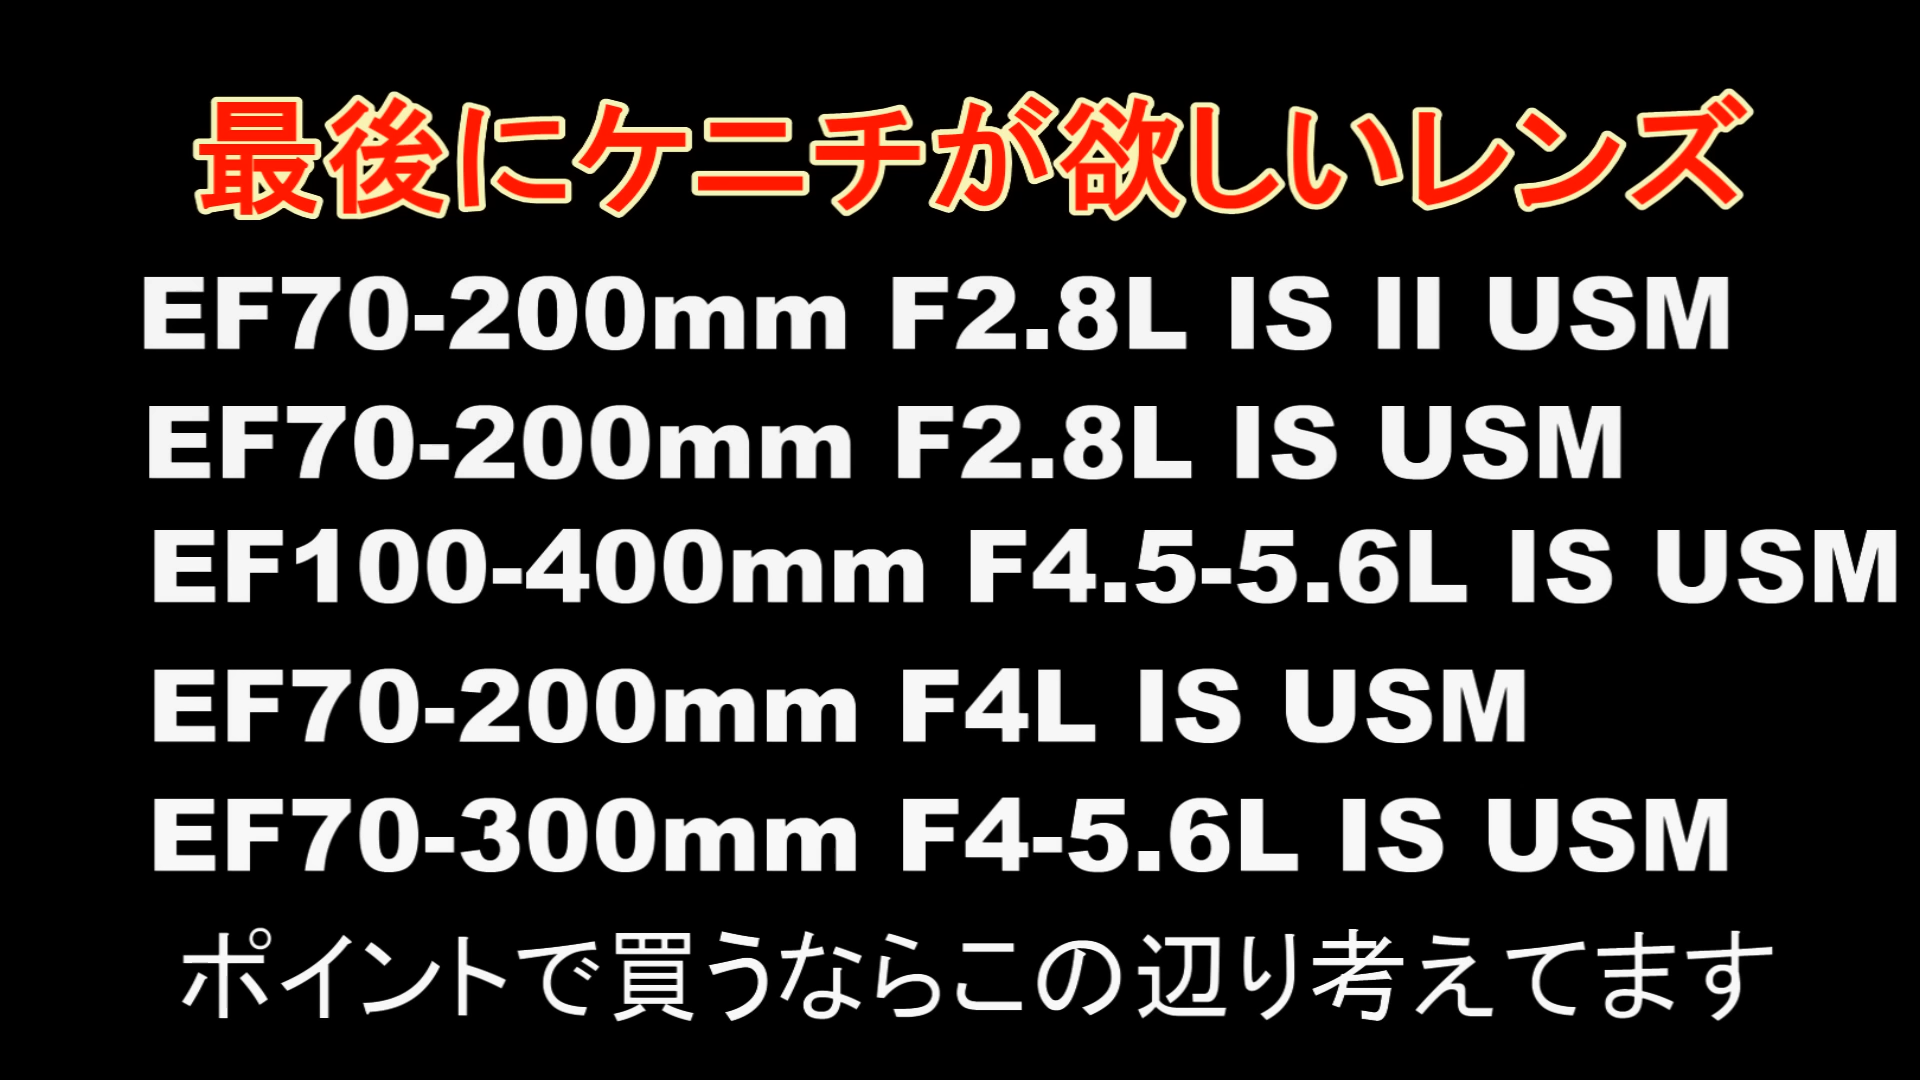 最後にケニチが欲しいレンズ
EF70-200mm F2.8L IS II USM
EF70-200mm F2.8L IS USM
EF100-400mm F4.5-5.6L IS USM
EF70-200mm F4L IS USM
EF70-300mm F4-5.6L IS USM
ポイントで買うならこの辺り考えてます